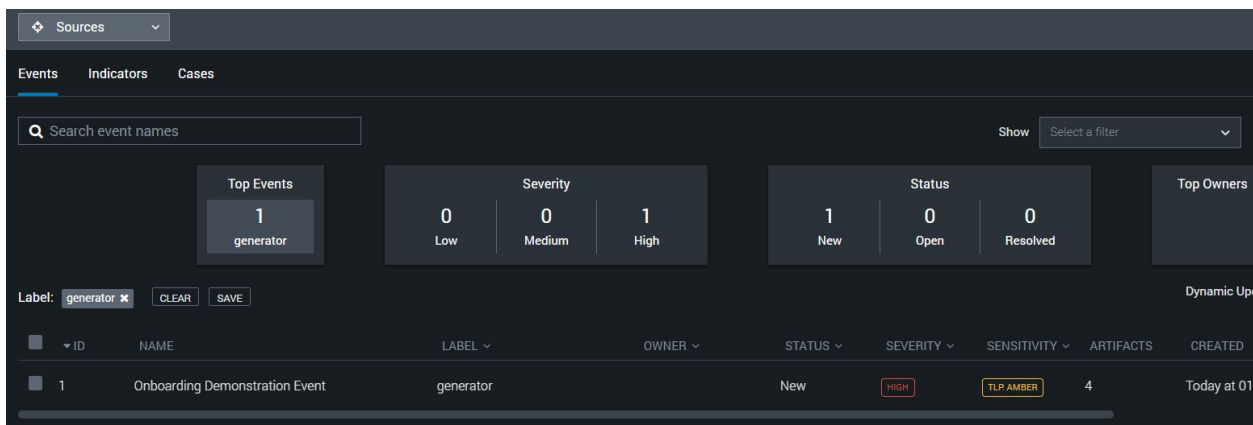 Sources
Events Indicators Cases
Search event names
Show Select a filter
Top Events
1
generator
Severity
0 0 1
Low Medium High
Status
1 0 0
New Open Resolved
Top Owners
Label: generator CLEAR SAVE
Dynamic Up
ID NAME LABEL OWNER STATUS SEVERITY SENSITIVITY ARTIFACTS CREATED
1 Onboarding Demonstration Event generator New HIGH TLP:AMBER 4 Today at 01